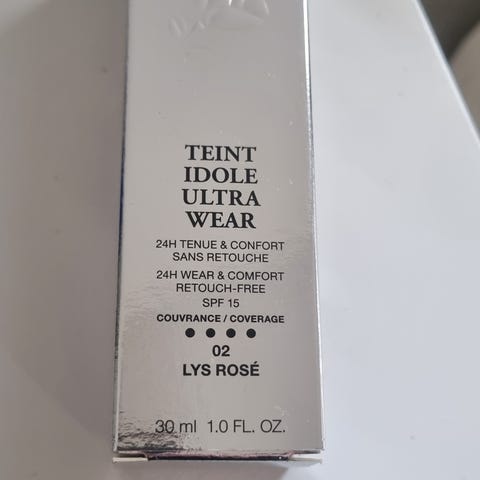 TEINT
IDOLE
ULTRA
WEAR
24H TENUE & CONFORT
SANS RETOUCHE
24H WEAR & COMFORT
RETOUCH-FREE
SPF 15
COUVRANCE / COVERAGE
02
LYS ROSÉ
30 ml 1.0 FL. OZ.